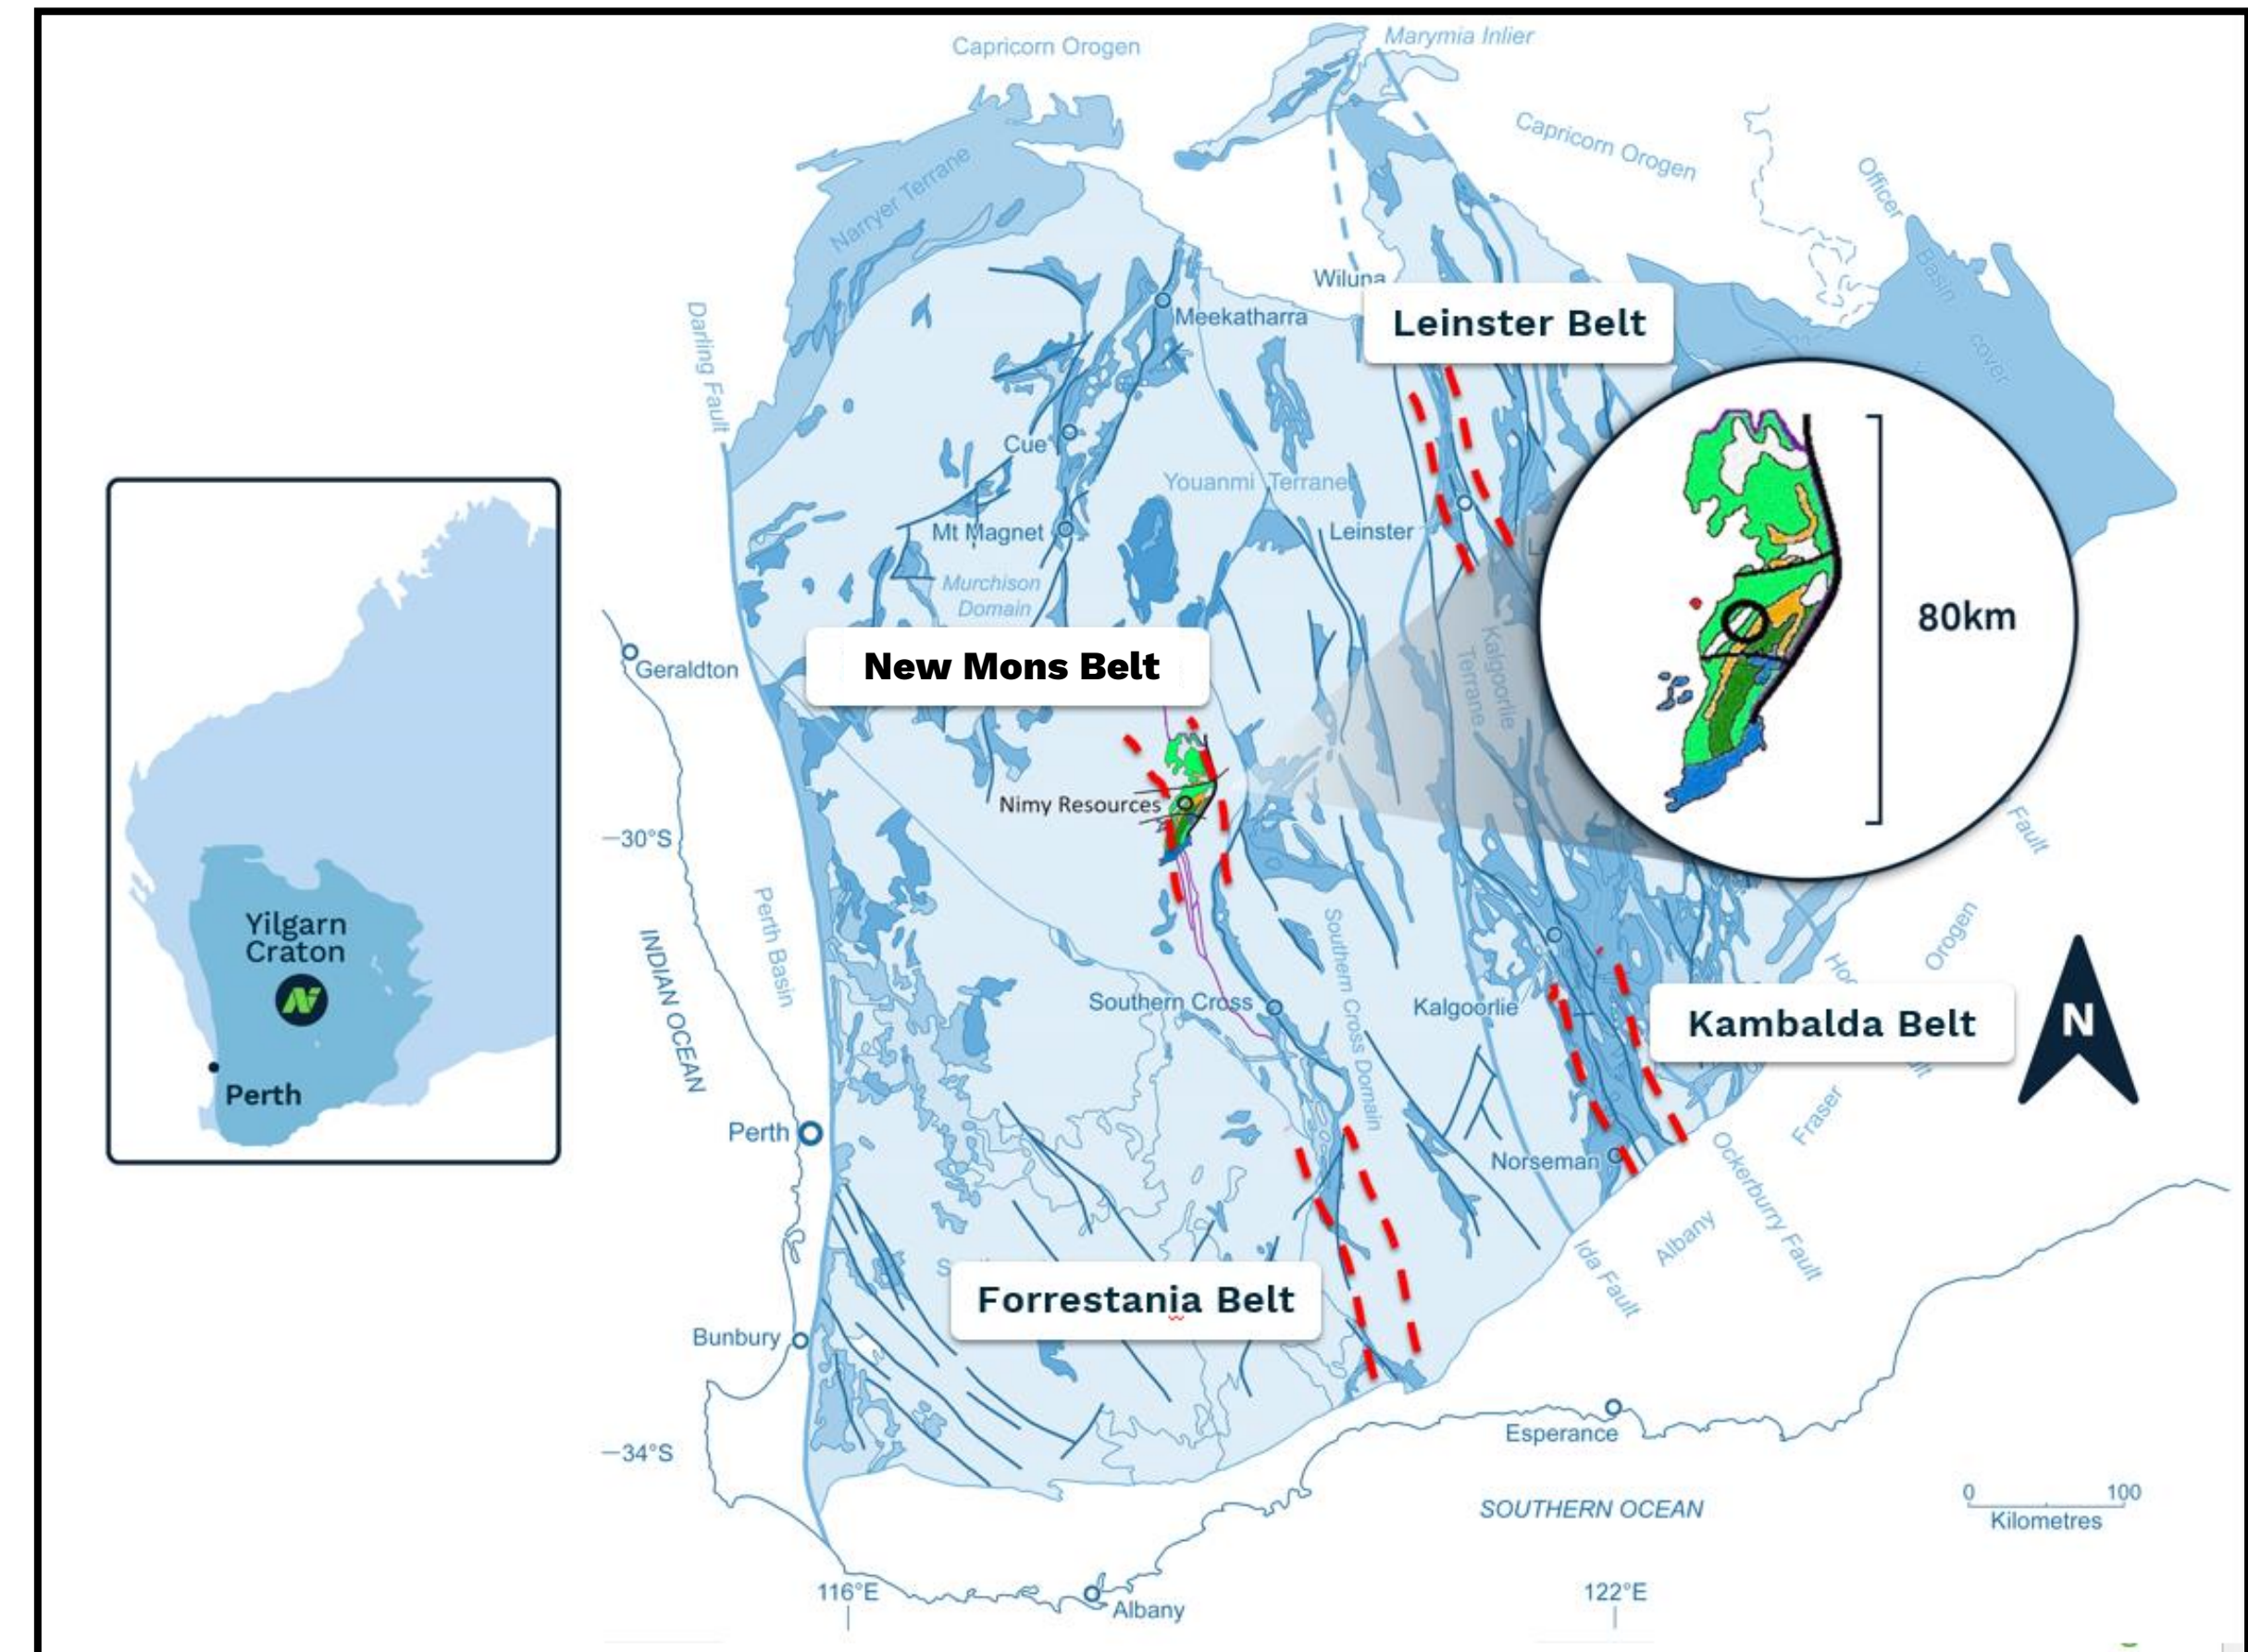 Capricorn Orogen
Marymia Inlier
Capricorn Orogen
Officer
Basin
cover
Narryer Terrane
Darling Fault
Wiluna
Meekatharra
Leinster Belt
Cue
Youanmi Terrane
Mt Magnet
Leinster
Murchison
Domain
Geraldton
New Mons Belt
Kalgoorlie
Terrane
80km
Nimy Resources
—30°S
Fault
Perth Basin
Yilgarn
Craton
N
Perth
INDIAN OCEAN
Southern Cross
Southern Cross Domain
Kalgoorlie
Orogen
Kambalda Belt
N
Perth
Norseman
Fraser
Albany
Ockerburry Fault
Ida Fault
Forrestania Belt
Bunbury
Esperance
—34°S
SOUTHERN OCEAN
0 100
Kilometres
116°E
122°E
Albany